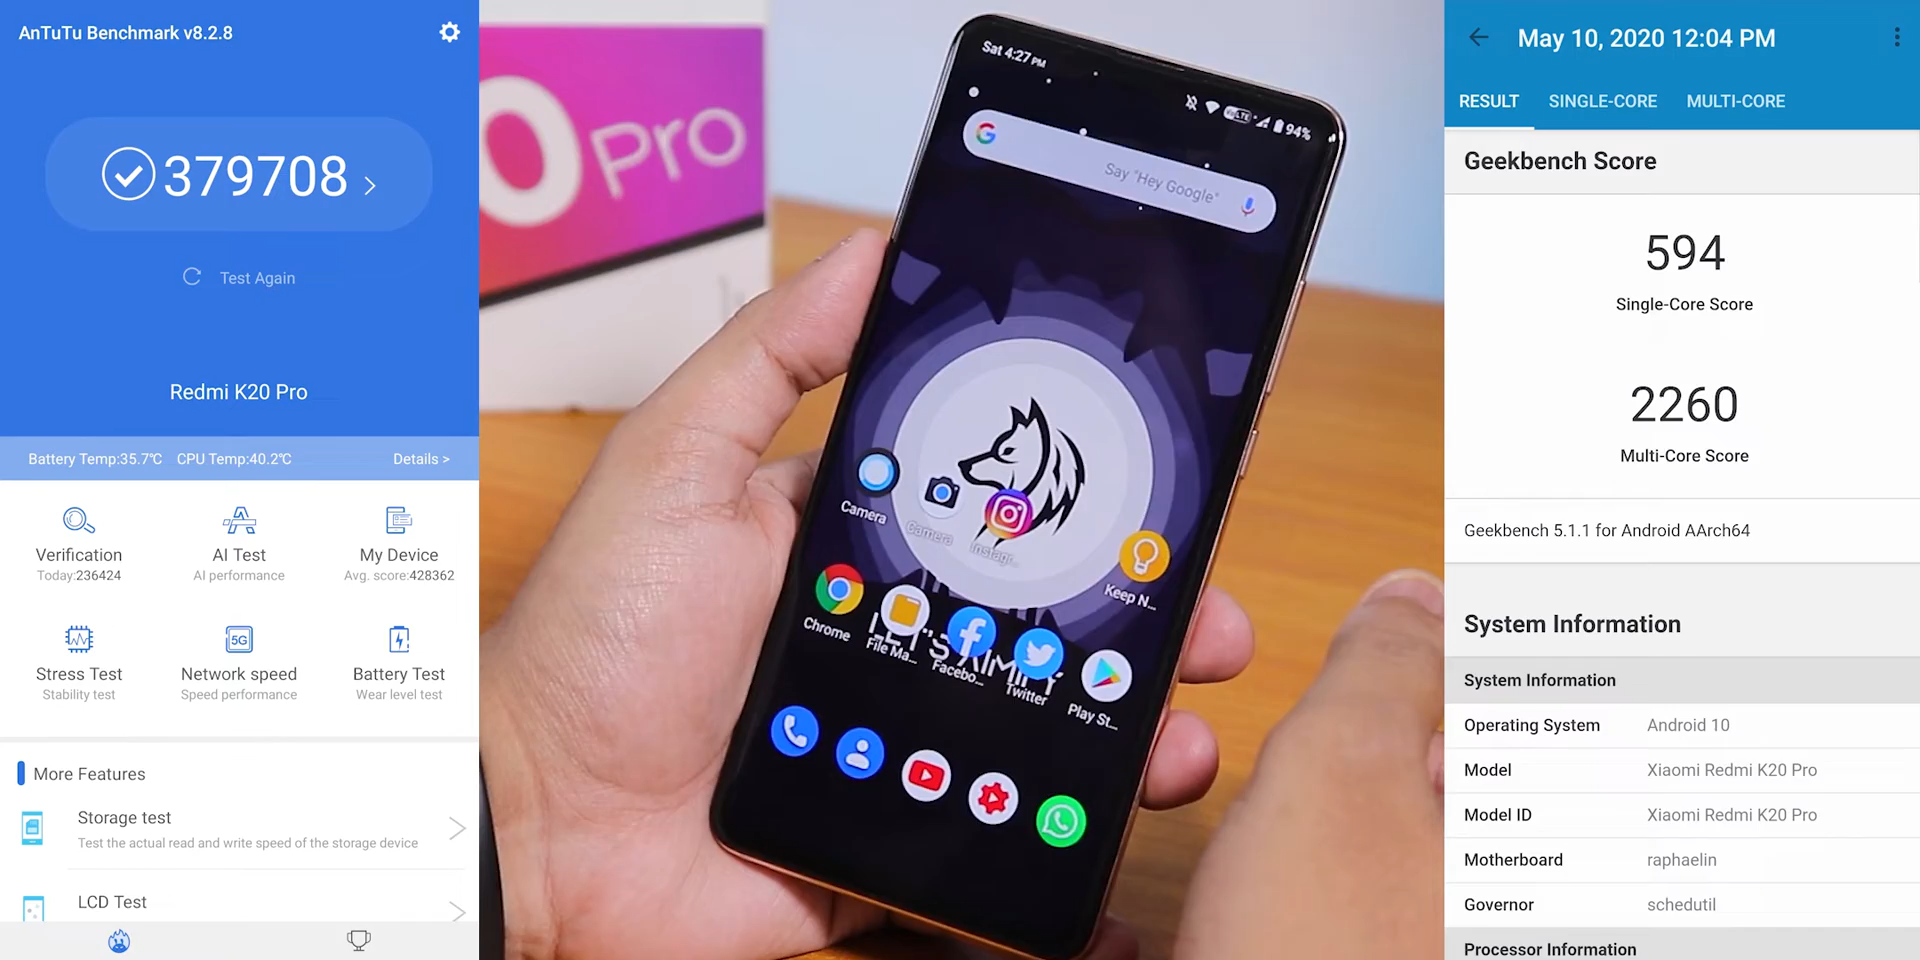 AnTuTu Benchmark v8.2.8
379708
Test Again
Redmi K20 Pro
Battery Temp:35.7℃ CPU Temp:40.2℃ Details >
Verification
Today:236424
AI Test
AI performance
My Device
Avg. score:428362
Stress Test
Stability test
5G
Network speed
Speed performance
Battery Test
Wear level test
More Features
Storage test
Test the actual read and write speed of the storage device
LCD Test
0 Pro
Sat 4:27 PM
VoLTE
94%
Say "Hey Google"
Camera
Camera
Instagr...
Keep N...
Chrome
File Ma...
Facebo...
Twitter
Play St...
LET'S XIMIFY
May 10, 2020 12:04 PM
RESULT SINGLE-CORE MULTI-CORE
Geekbench Score
594
Single-Core Score
2260
Multi-Core Score
Geekbench 5.1.1 for Android AArch64
System Information
System Information
Operating System Android 10
Model Xiaomi Redmi K20 Pro
Model ID Xiaomi Redmi K20 Pro
Motherboard raphaelin
Governor schedutil
Processor Information